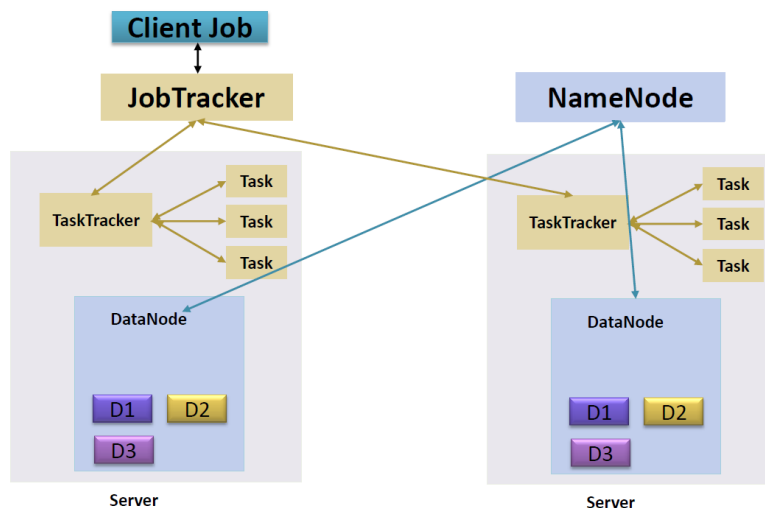 Client Job
JobTracker
NameNode
TaskTracker
Task
Task
Task
DataNode
D1
D2
D3
Server
TaskTracker
Task
Task
Task
DataNode
D1
D2
D3
Server